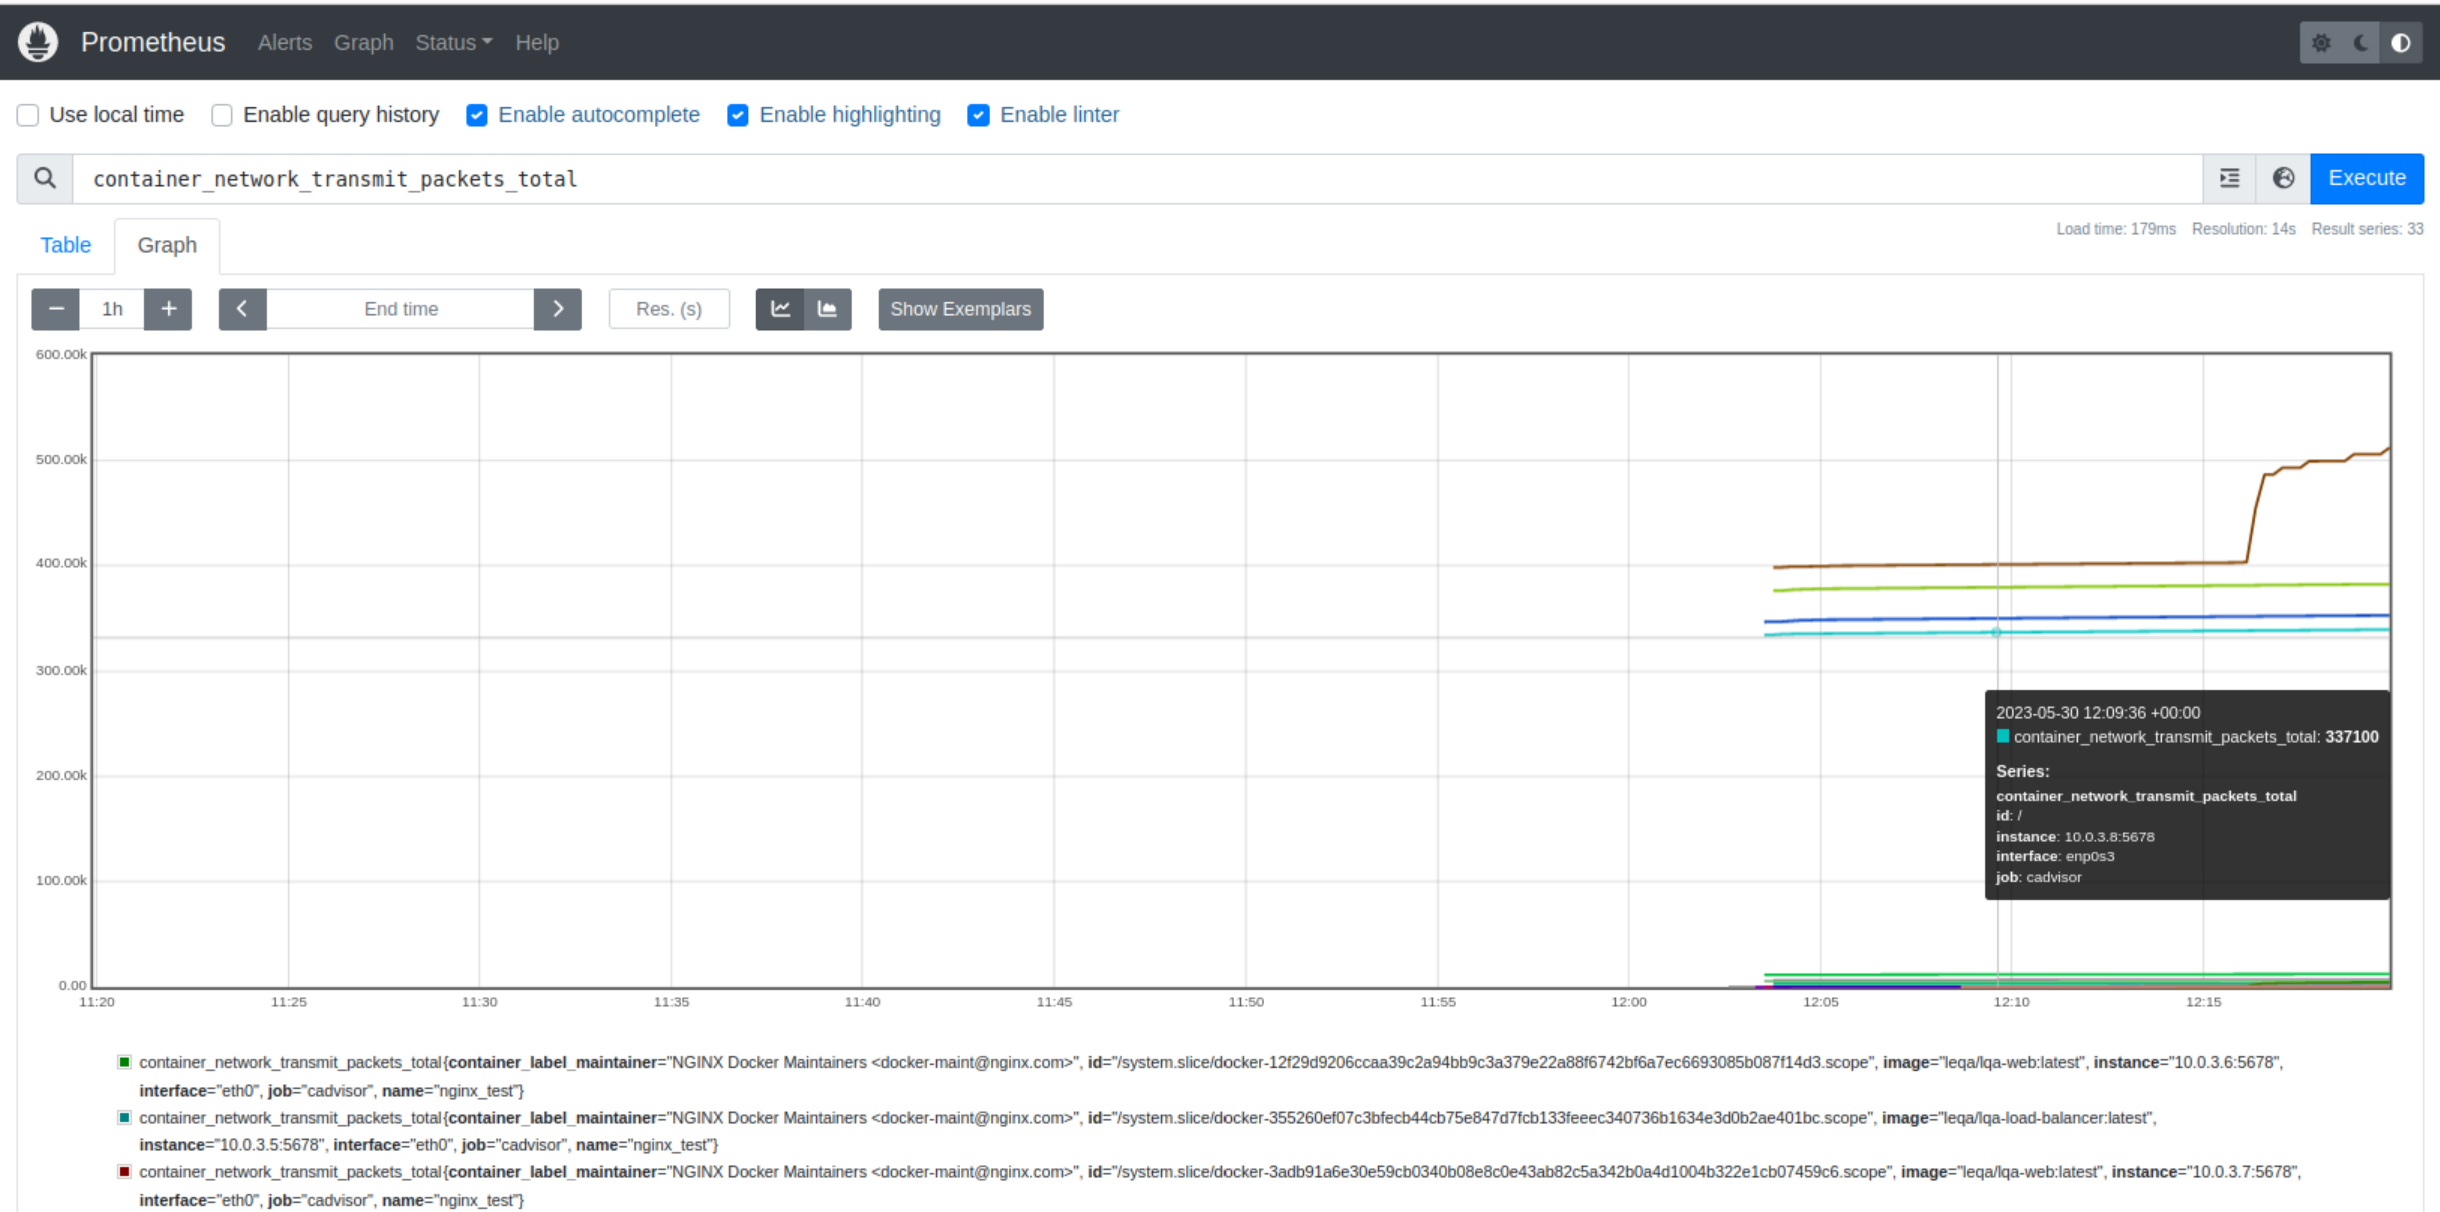 Prometheus Alerts Graph Status Help
Use local time Enable query history Enable autocomplete Enable highlighting Enable linter
container_network_transmit_packets_total Execute
Table Graph Load time: 179ms Resolution: 14s Result series: 33
− 1h + End time Res. (s) Show Exemplars
600.00k
500.00k
400.00k
300.00k
200.00k
100.00k
0.00
2023-05-30 12:09:36 +00:00
container_network_transmit_packets_total: 337100
Series:
container_network_transmit_packets_total
id: /
instance: 10.0.3.8:5678
interface: enp0s3
job: cadvisor
11:20 11:25 11:30 11:35 11:40 11:45 11:50 11:55 12:00 12:05 12:10 12:15
container_network_transmit_packets_total{container_label_maintainer="NGINX Docker Maintainers <docker-maint@nginx.com>", id="/system.slice/docker-12f29d9206ccaa39c2a94bb9c3a379e22a88f6742bf6a7ec6693085b087f14d3.scope", image="leqa/lqa-web:latest", instance="10.0.3.6:5678",
interface="eth0", job="cadvisor", name="nginx_test"}
container_network_transmit_packets_total{container_label_maintainer="NGINX Docker Maintainers <docker-maint@nginx.com>", id="/system.slice/docker-355260ef07c3bfecb44cb75e847d7fcb133feeec340736b1634e3d0b2ae401bc.scope", image="leqa/lqa-load-balancer:latest",
instance="10.0.3.5:5678", interface="eth0", job="cadvisor", name="nginx_test"}
container_network_transmit_packets_total{container_label_maintainer="NGINX Docker Maintainers <docker-maint@nginx.com>", id="/system.slice/docker-3adb91a6e30e59cb0340b08e8c0e43ab82c5a342b0a4d1004b322e1cb07459c6.scope", image="leqa/lqa-web:latest", instance="10.0.3.7:5678",
interface="eth0", job="cadvisor", name="nginx_test"}